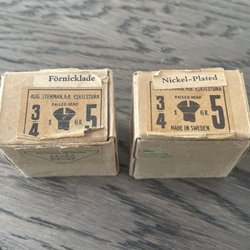 Förnicklade
AUG. STENMAN. A.B. ESKILSTUNA
RAISED HEAD
3/4
1 GR.
5
Nickel-Plated
AUG. STENMAN. A.B. ESKILSTUNA
RAISED HEAD
3/4
1 GR.
5
MADE IN SWEDEN